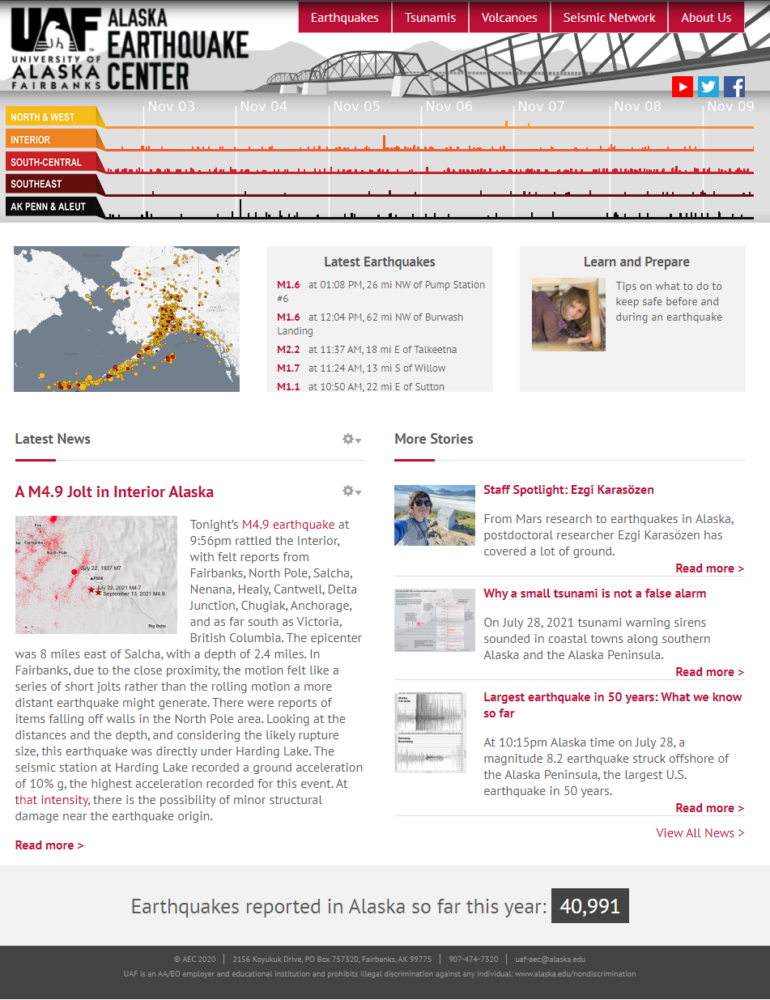 UAF
UNIVERSITY OF
ALASKA
FAIRBANKS
ALASKA
EARTHQUAKE
CENTER
Earthquakes Tsunamis Volcanoes Seismic Network About Us
Nov 03 Nov 04 Nov 05 Nov 06 Nov 07 Nov 08 Nov 09
NORTH & WEST
INTERIOR
SOUTH-CENTRAL
SOUTHEAST
AK PENN & ALEUT
Latest Earthquakes
M1.6 at 01:08 PM, 26 mi NW of Pump Station
#6
M1.6 at 12:04 PM, 62 mi NW of Burwash
Landing
M2.2 at 11:37 AM, 18 mi E of Talkeetna
M1.7 at 11:24 AM, 13 mi S of Willow
M1.1 at 10:50 AM, 22 mi E of Sutton
Learn and Prepare
Tips on what to do to
keep safe before and
during an earthquake
Latest News
A M4.9 Jolt in Interior Alaska
Fox
Fairbanks
North Pole
July 22, 1937 M7
PS08
July 22, 2021 M4.7
September 13, 2021 M4.9
Big Delta
Tonight's M4.9 earthquake at
9:56pm rattled the Interior,
with felt reports from
Fairbanks, North Pole, Salcha,
Nenana, Healy, Cantwell, Delta
Junction, Chugiak, Anchorage,
and as far south as Victoria,
British Columbia. The epicenter
was 8 miles east of Salcha, with a depth of 2.4 miles. In
Fairbanks, due to the close proximity, the motion felt like a
series of short jolts rather than the rolling motion a more
distant earthquake might generate. There were reports of
items falling off walls in the North Pole area. Looking at the
distances and the depth, and considering the likely rupture
size, this earthquake was directly under Harding Lake. The
seismic station at Harding Lake recorded a ground acceleration
of 10% g, the highest acceleration recorded for this event. At
that intensity, there is the possibility of minor structural
damage near the earthquake origin.
Read more >
More Stories
Staff Spotlight: Ezgi Karasözen
From Mars research to earthquakes in Alaska,
postdoctoral researcher Ezgi Karasözen has
covered a lot of ground.
Read more >
Why a small tsunami is not a false alarm
On July 28, 2021 tsunami warning sirens
sounded in coastal towns along southern
Alaska and the Alaska Peninsula.
Read more >
Largest earthquake in 50 years: What we know
so far
At 10:15pm Alaska time on July 28, a
magnitude 8.2 earthquake struck offshore of
the Alaska Peninsula, the largest U.S.
earthquake in 50 years.
Read more >
View All News >
Earthquakes reported in Alaska so far this year: 40,991
© AEC 2020 | 2156 Koyukuk Drive, PO Box 757320, Fairbanks, AK 99775 | 907-474-7320 | uaf-aec@alaska.edu
UAF is an AA/EO employer and educational institution and prohibits illegal discrimination against any individual: www.alaska.edu/nondiscrimination